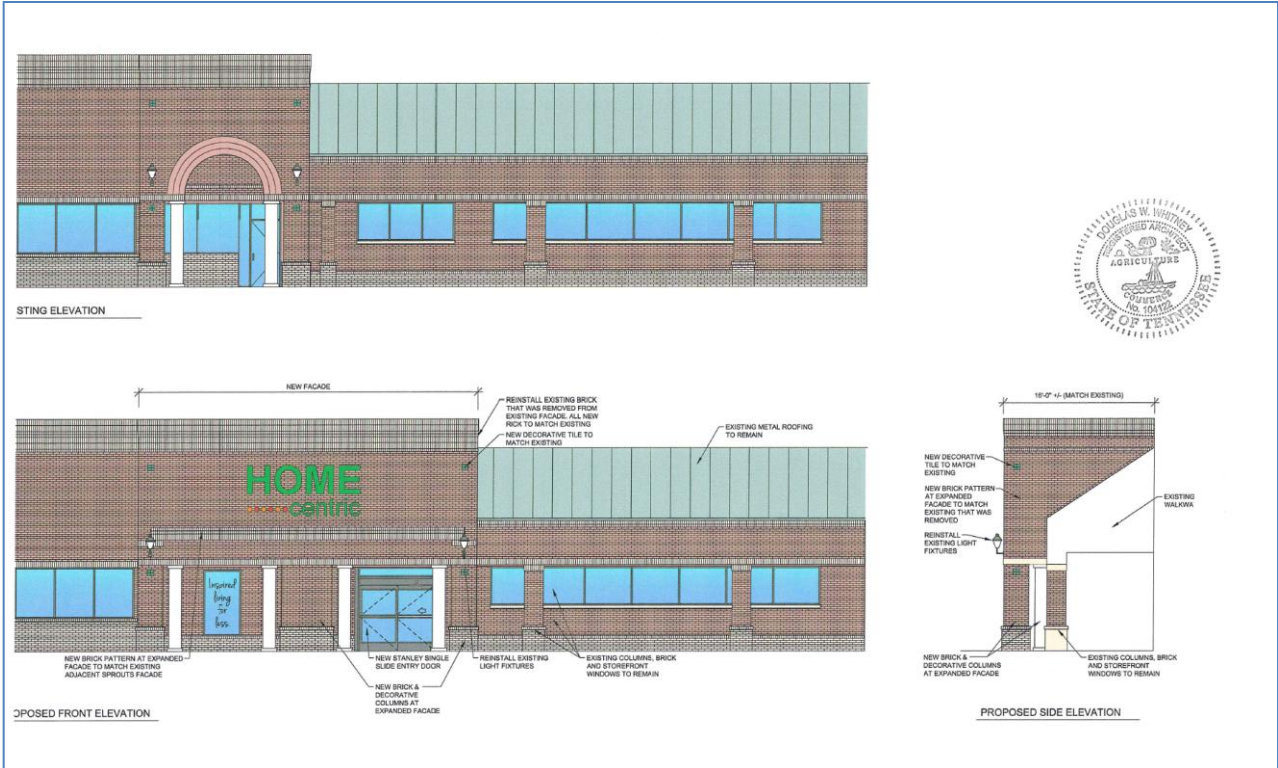 STING ELEVATION
DOUGLAS W. WHITNEY
REGISTERED ARCHITECT
AGRICULTURE
COMMERCE
No. 104122
STATE OF TENNESSEE
NEW FACADE
REINSTALL EXISTING BRICK
THAT WAS REMOVED FROM
EXISTING FACADE. ALL NEW
RICK TO MATCH EXISTING
NEW DECORATIVE TILE TO
MATCH EXISTING
EXISTING METAL ROOFING
TO REMAIN
HOME
centric
Inspired
living
for
less
NEW BRICK PATTERN AT EXPANDED
FACADE TO MATCH EXISTING
ADJACENT SPROUTS FACADE
NEW STANLEY SINGLE
SLIDE ENTRY DOOR
NEW BRICK &
DECORATIVE
COLUMNS AT
EXPANDED FACADE
REINSTALL EXISTING
LIGHT FIXTURES
EXISTING COLUMNS, BRICK
AND STOREFRONT
WINDOWS TO REMAIN
OPOSED FRONT ELEVATION
16'-0" +/- (MATCH EXISTING)
NEW DECORATIVE
TILE TO MATCH
EXISTING
NEW BRICK PATTERN
AT EXPANDED
FACADE TO MATCH
EXISTING THAT WAS
REMOVED
REINSTALL
EXISTING LIGHT
FIXTURES
EXISTING
WALKWA
NEW BRICK &
DECORATIVE COLUMNS
AT EXPANDED FACADE
EXISTING COLUMNS, BRICK
AND STOREFRONT
WINDOWS TO REMAIN
PROPOSED SIDE ELEVATION